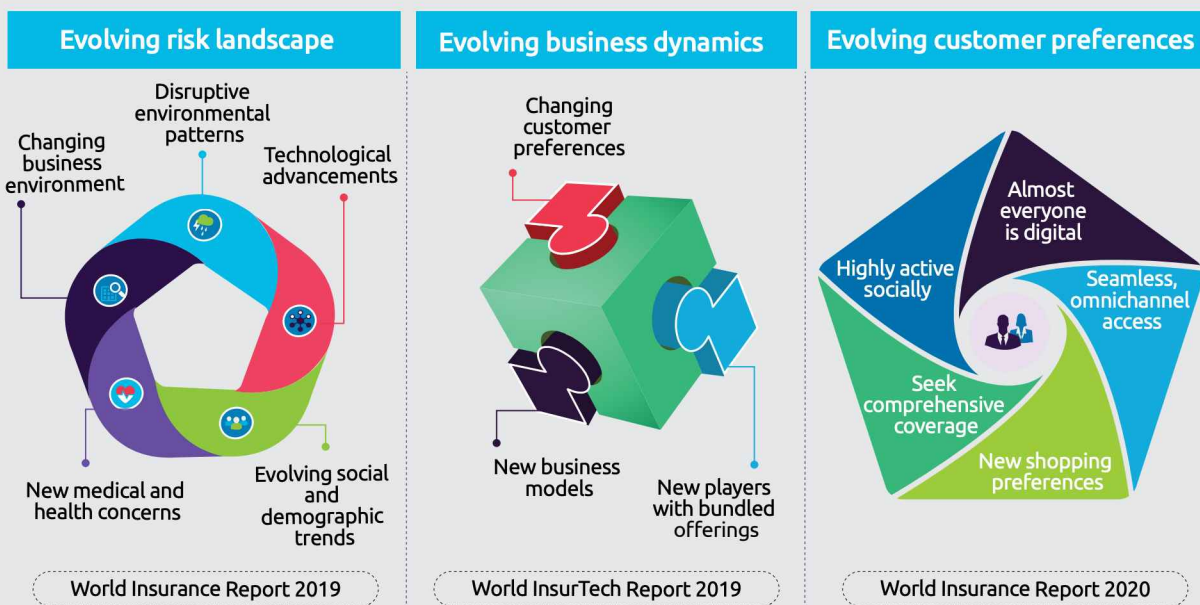 Evolving risk landscape
Disruptive
environmental
patterns
Changing
business
environment
Technological
advancements
New medical and
health concerns
Evolving social
and
demographic
trends
World Insurance Report 2019
Evolving business dynamics
Changing
customer
preferences
New business
models
New players
with bundled
offerings
World InsurTech Report 2019
Evolving customer preferences
Almost
everyone
is digital
Highly active
socially
Seamless,
omnichannel
access
Seek
comprehensive
coverage
New shopping
preferences
World Insurance Report 2020